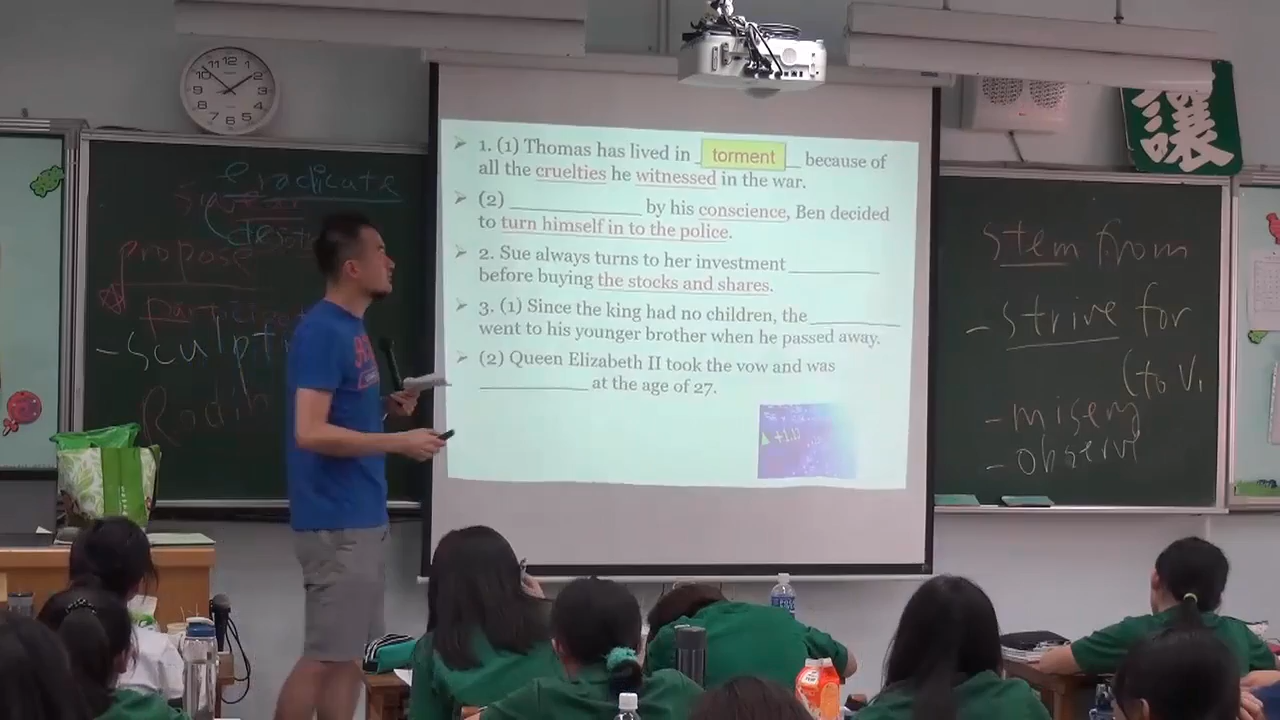 1. (1) Thomas has lived in _ torment __ because of
all the cruelties he witnessed in the war.
(2) ____________ by his conscience, Ben decided
to turn himself in to the police.
2. Sue always turns to her investment ________
before buying the stocks and shares.
3. (1) Since the king had no children, the ________
went to his younger brother when he passed away.
(2) Queen Elizabeth II took the vow and was
__________ at the age of 27.
eradicate
propose
stem from
- strive for
(to V.
- misery
- observ
讓